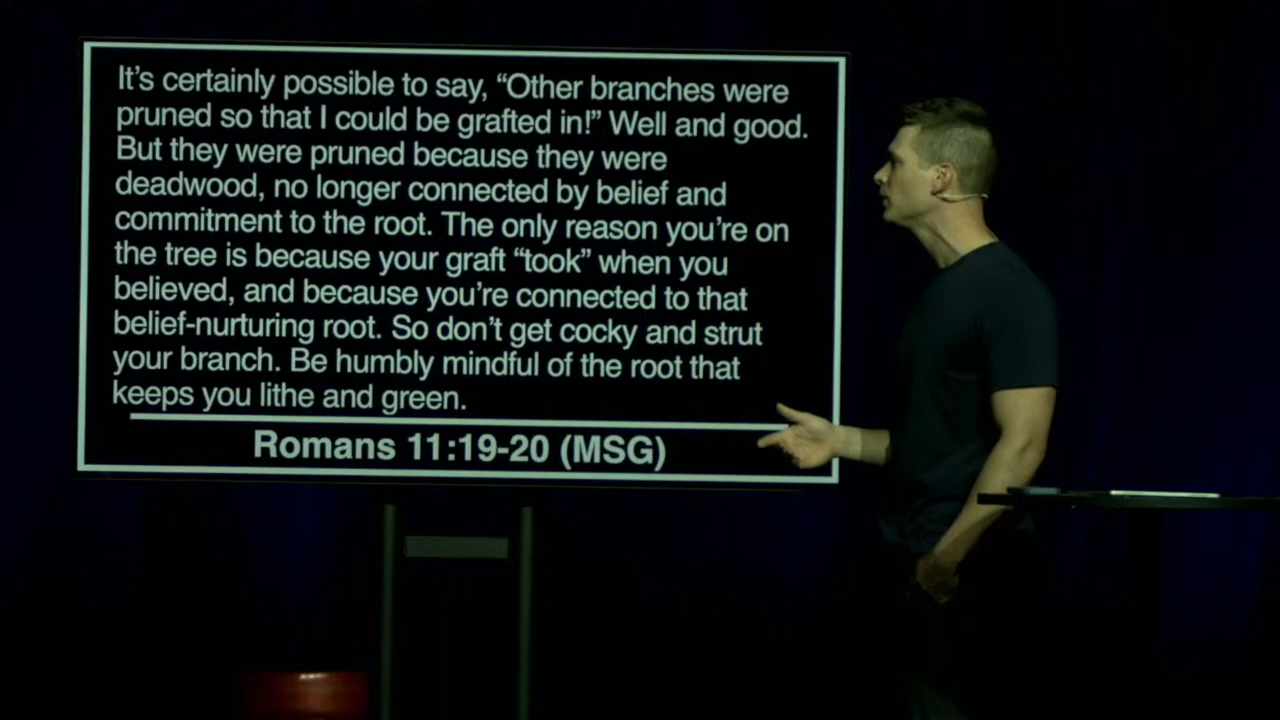 It's certainly possible to say, “Other branches were
pruned so that I could be grafted in!” Well and good.
But they were pruned because they were
deadwood, no longer connected by belief and
commitment to the root. The only reason you're on
the tree is because your graft “took” when you
believed, and because you're connected to that
belief-nurturing root. So don't get cocky and strut
your branch. Be humbly mindful of the root that
keeps you lithe and green.
Romans 11:19-20 (MSG)